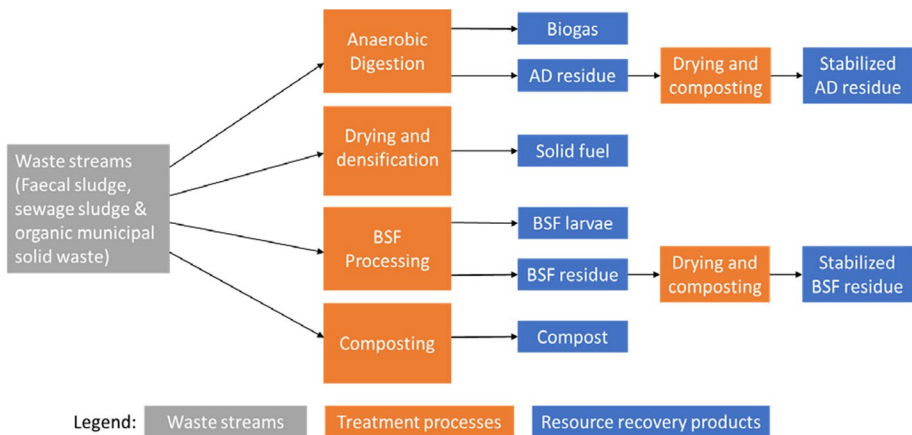 Anaerobic
Digestion
Biogas
AD residue
Drying and
composting
Stabilized
AD residue
Waste streams
(Faecal sludge,
sewage sludge &
organic municipal
solid waste)
Drying and
densification
Solid fuel
BSF
Processing
BSF larvae
BSF residue
Drying and
composting
Stabilized
BSF residue
Composting
Compost
Legend:
Waste streams
Treatment processes
Resource recovery products